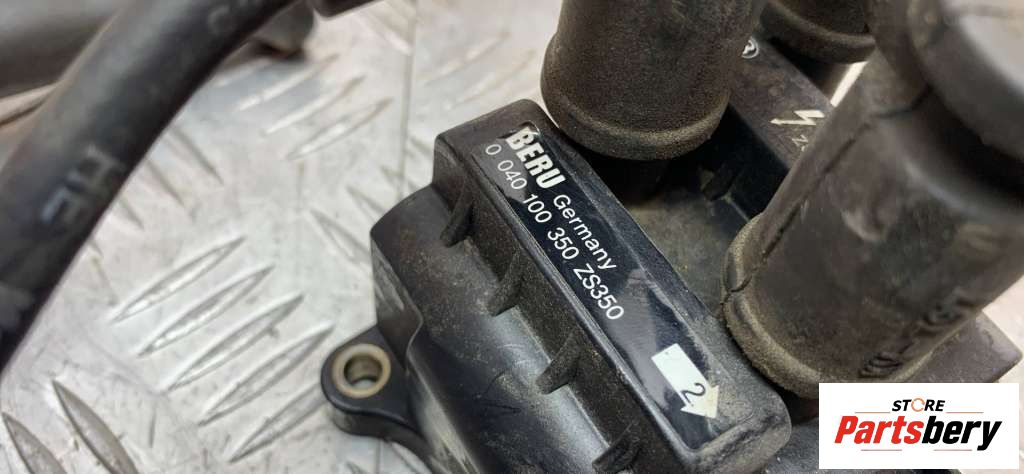 BERU Germany
0 040 100 350 ZS350
2
STORE
Partsbery